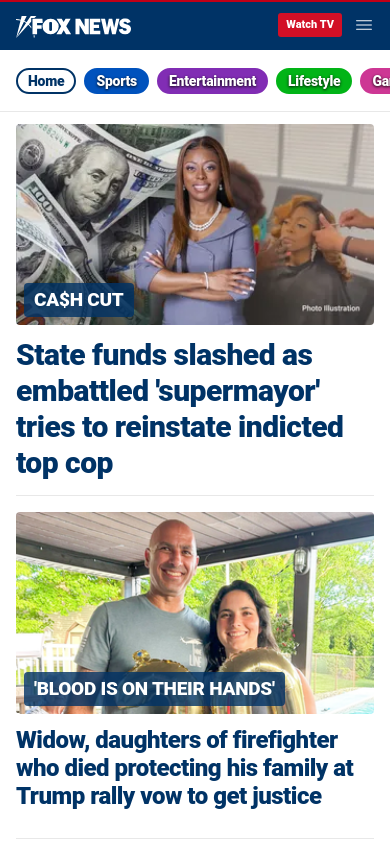 FOX NEWS
Watch TV
Home
Sports
Entertainment
Lifestyle
CA$H CUT
Photo Illustration
State funds slashed as
embattled 'supermayor'
tries to reinstate indicted
top cop
'BLOOD IS ON THEIR HANDS'
Widow, daughters of firefighter
who died protecting his family at
Trump rally vow to get justice